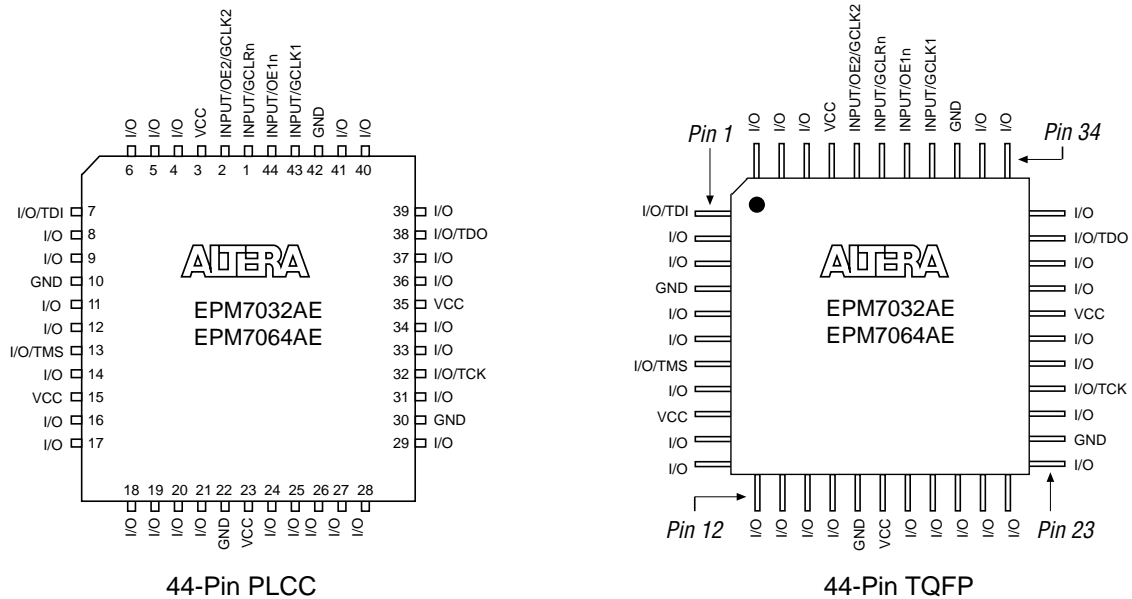 I/O
I/O
I/O
VCC
INPUT/OE2/GCLK2
INPUT/GCLRn
INPUT/OE1n
INPUT/GCLK1
GND
I/O
I/O
6 5 4 3 2 1 44 43 42 41 40
I/O/TDI 7 39 I/O
I/O 8 38 I/O/TDO
I/O 9 37 I/O
GND 10 36 I/O
I/O 11 35 VCC
I/O 12 34 I/O
I/O/TMS 13 33 I/O
I/O 14 32 I/O/TCK
VCC 15 31 I/O
I/O 16 30 GND
I/O 17 29 I/O
ALTERA
EPM7032AE
EPM7064AE
18 19 20 21 22 23 24 25 26 27 28
I/O
I/O
I/O
I/O
GND
VCC
I/O
I/O
I/O
I/O
I/O
44-Pin PLCC
I/O
I/O
I/O
VCC
INPUT/OE2/GCLK2
INPUT/GCLRn
INPUT/OE1n
INPUT/GCLK1
GND
I/O
I/O
Pin 1
Pin 34
I/O/TDI I/O
I/O I/O/TDO
I/O I/O
GND I/O
I/O VCC
I/O I/O
I/O/TMS I/O
I/O I/O/TCK
VCC I/O
I/O GND
I/O I/O
ALTERA
EPM7032AE
EPM7064AE
Pin 12
Pin 23
I/O
I/O
I/O
I/O
GND
VCC
I/O
I/O
I/O
I/O
I/O
44-Pin TQFP